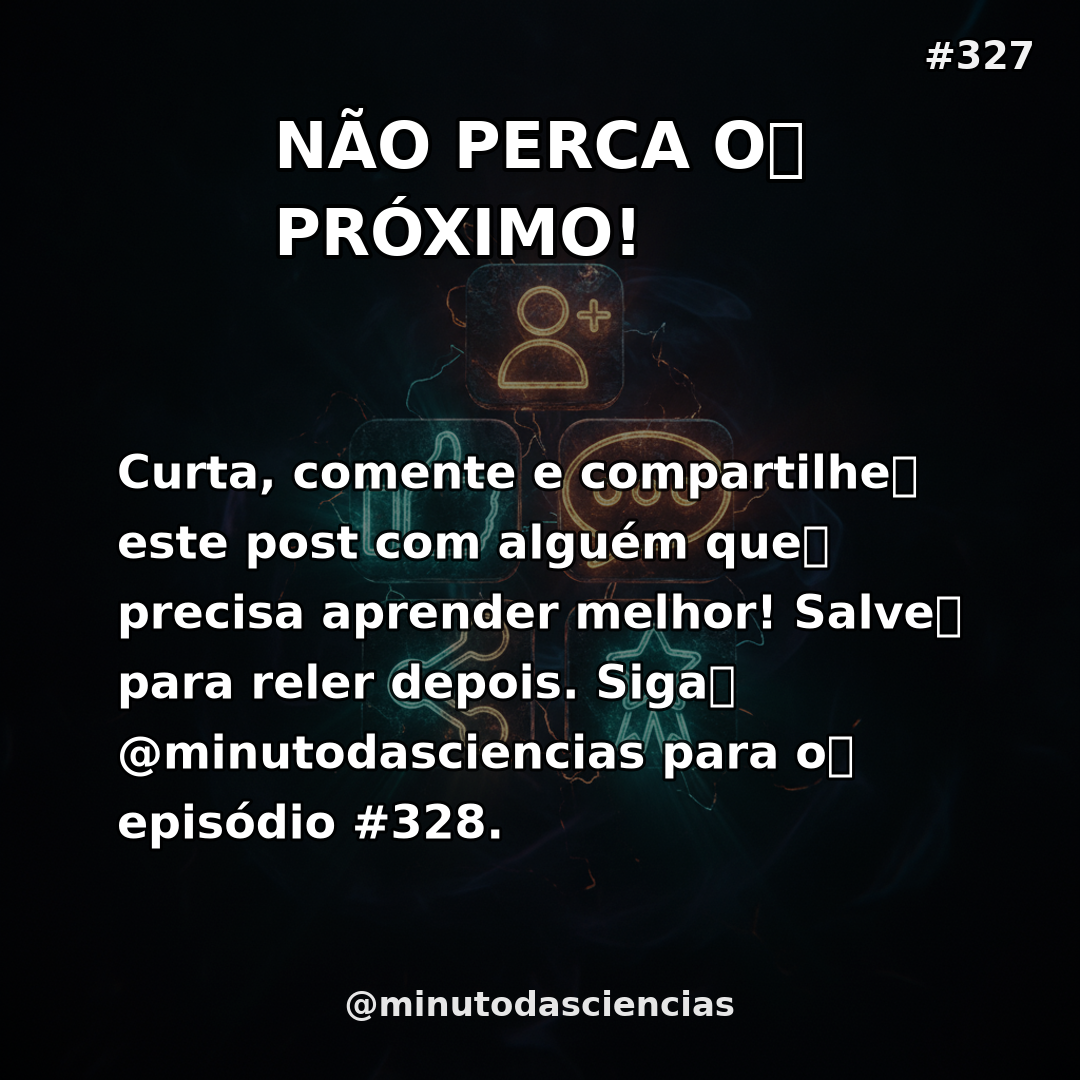 #327
NÃO PERCA O▯
PRÓXIMO!
Curta, comente e compartilhe▯
este post com alguém que▯
precisa aprender melhor! Salve▯
para reler depois. Siga▯
@minutodasciencias para o▯
episódio #328.
@minutodasciencias